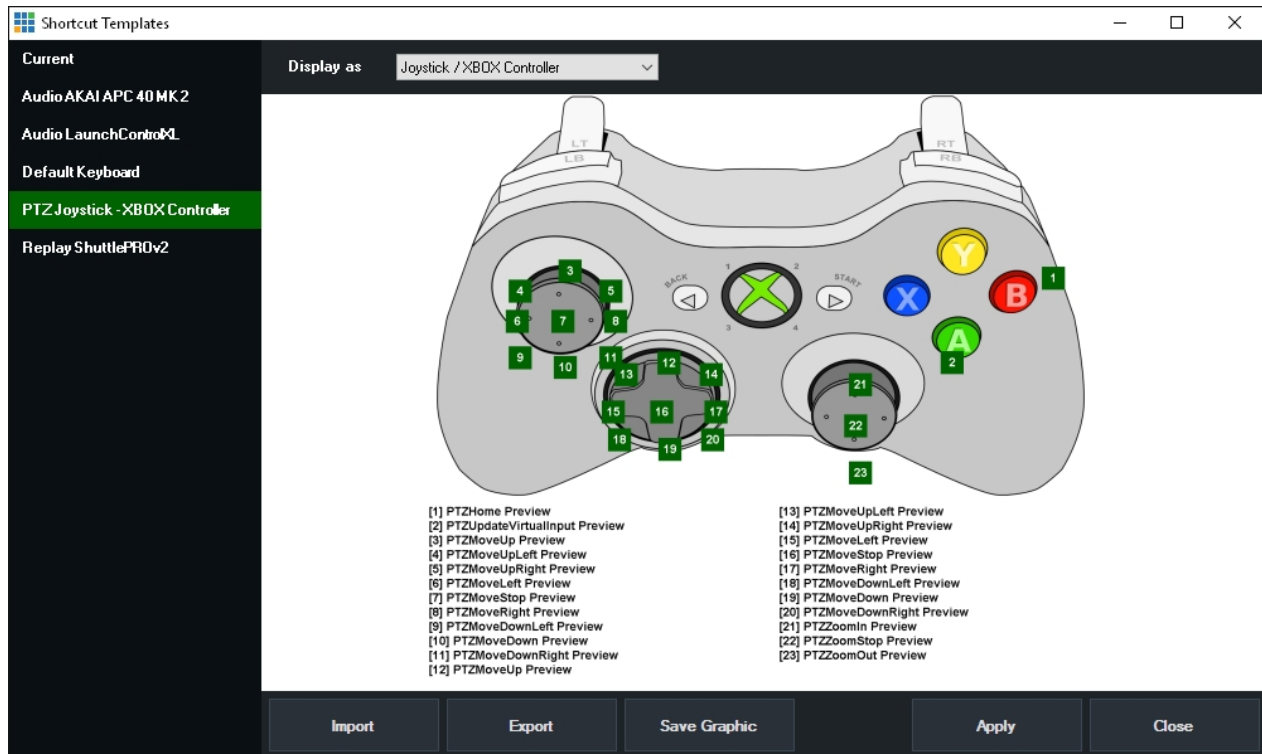 Shortcut Templates
Current
Display as Joystick / XBOX Controller
Audio AKAI APC 40 MK2
Audio LaunchControlXL
Default Keyboard
PTZ Joystick - XBOX Controller
Replay ShuttlePROv2
LT
LB
RT
RB
BACK
START
1 2
3 4
Y
X
B
A
1
2
3
4 5
6 7 8
9 10 11
12
13 14
15 16 17
18 19 20
21
22
23
[1] PTZHome Preview
[2] PTZUpdateVirtualInput Preview
[3] PTZMoveUp Preview
[4] PTZMoveUpLeft Preview
[5] PTZMoveUpRight Preview
[6] PTZMoveLeft Preview
[7] PTZMoveStop Preview
[8] PTZMoveRight Preview
[9] PTZMoveDownLeft Preview
[10] PTZMoveDown Preview
[11] PTZMoveDownRight Preview
[12] PTZMoveUp Preview
[13] PTZMoveUpLeft Preview
[14] PTZMoveUpRight Preview
[15] PTZMoveLeft Preview
[16] PTZMoveStop Preview
[17] PTZMoveRight Preview
[18] PTZMoveDownLeft Preview
[19] PTZMoveDown Preview
[20] PTZMoveDownRight Preview
[21] PTZZoomIn Preview
[22] PTZZoomStop Preview
[23] PTZZoomOut Preview
Import Export Save Graphic Apply Close